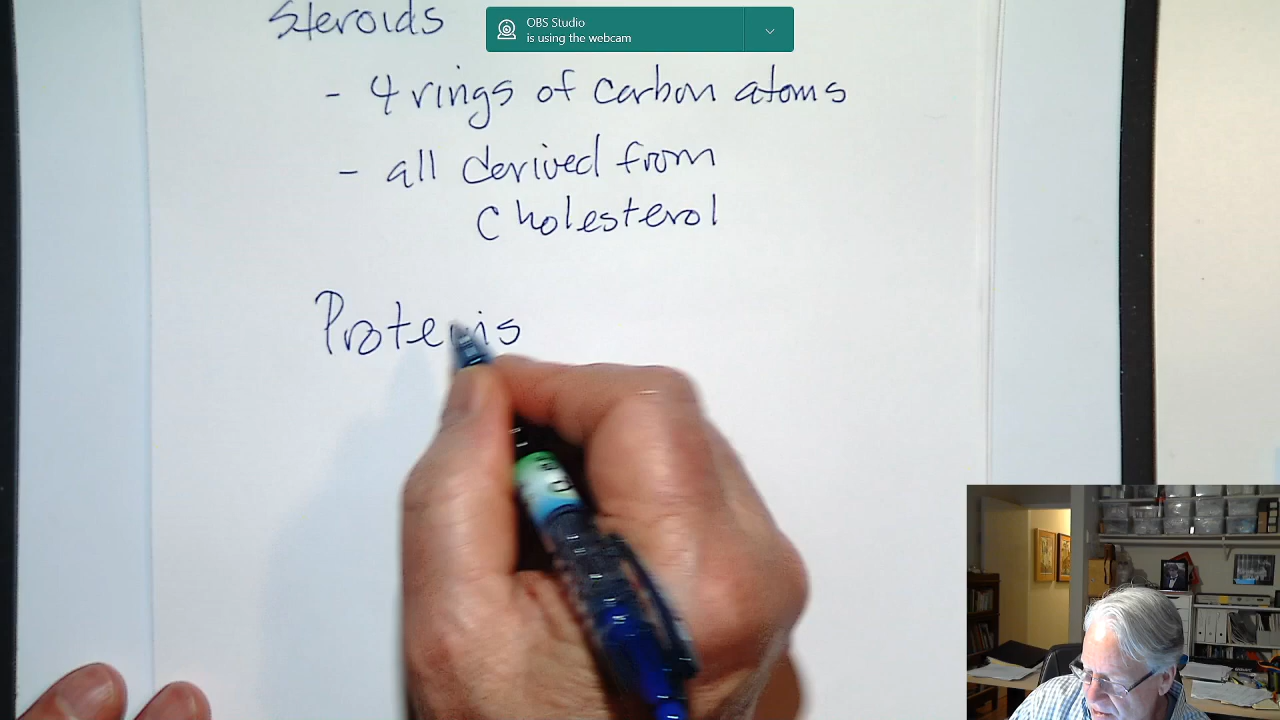 Steroids
OBS Studio
is using the webcam
- 4 rings of carbon atoms
- all derived from
Cholesterol
Proteins